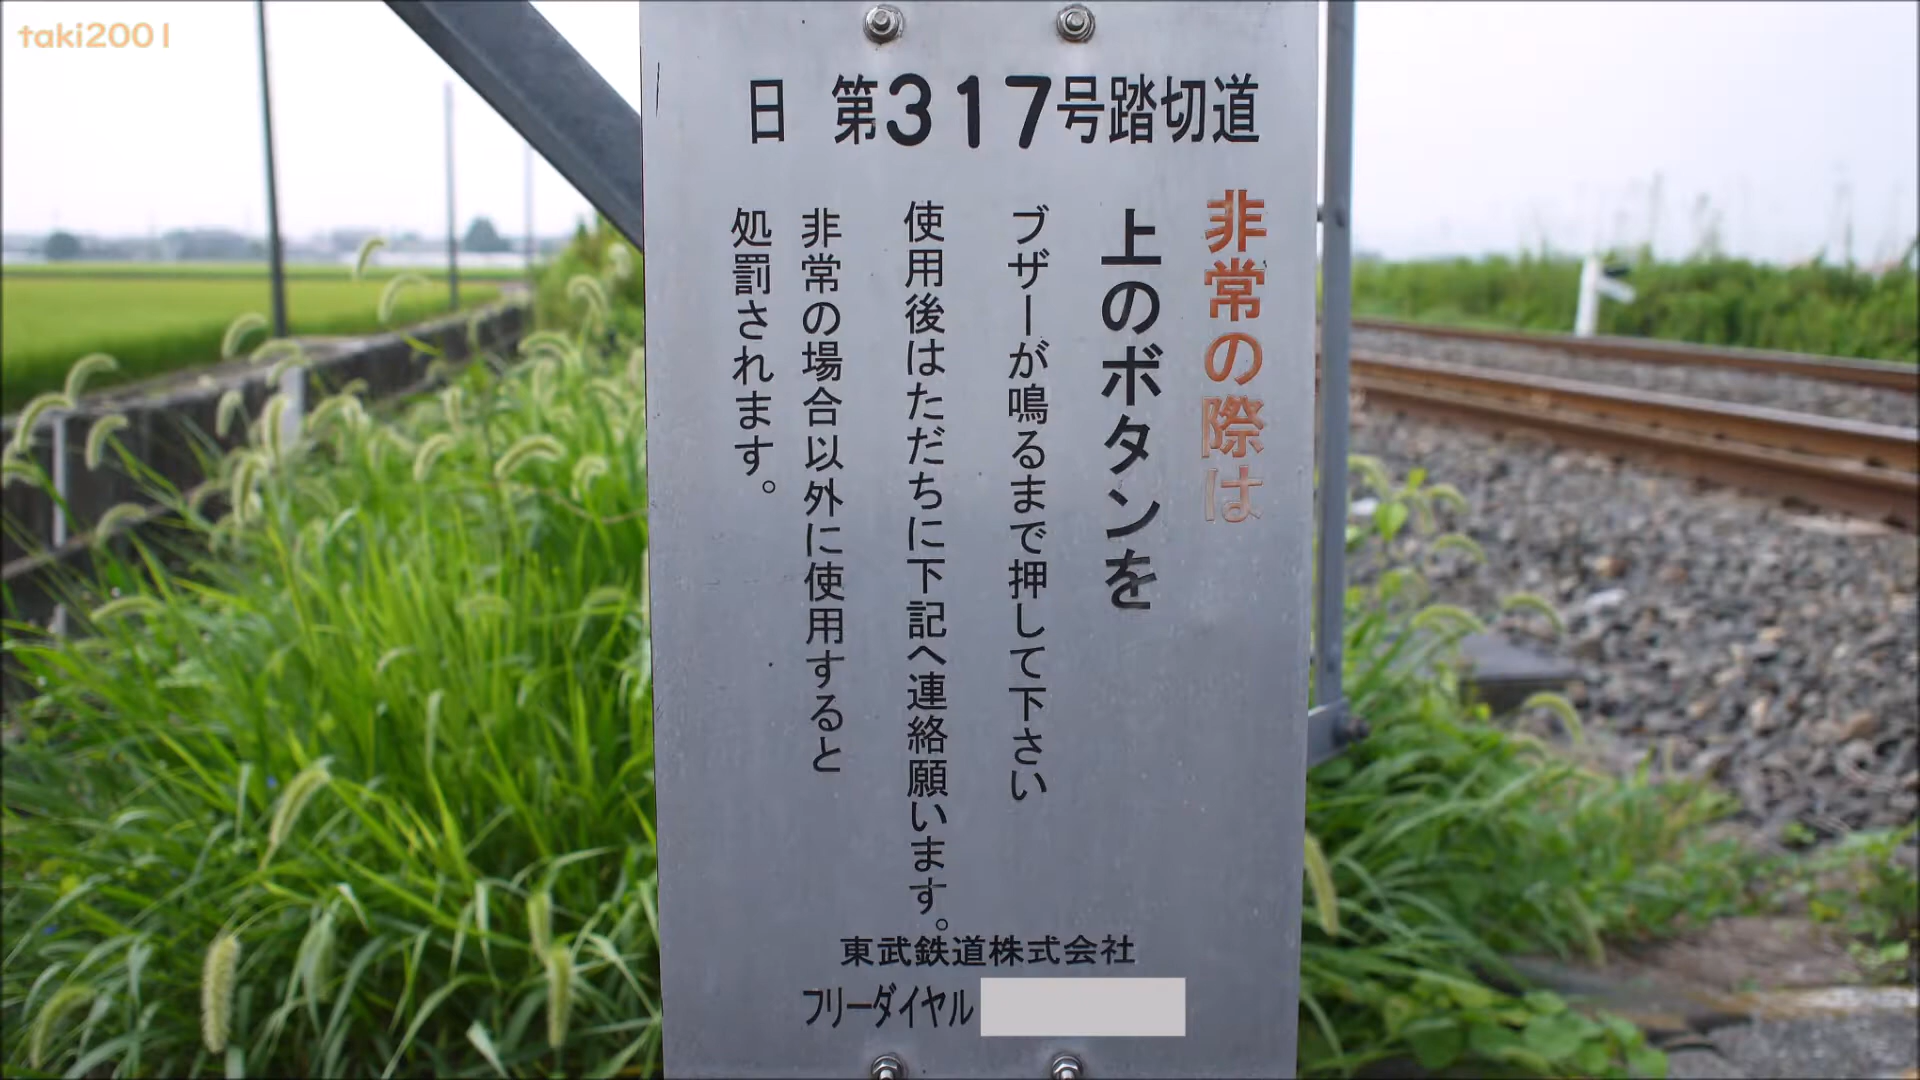 taki2001
日 第317号踏切道
非常の際は
上のボタンを
ブザーが鳴るまで押して下さい
使用後はただちに下記へ連絡願います。
非常の場合以外に使用すると
処罰されます。
東武鉄道株式会社
フリーダイヤル